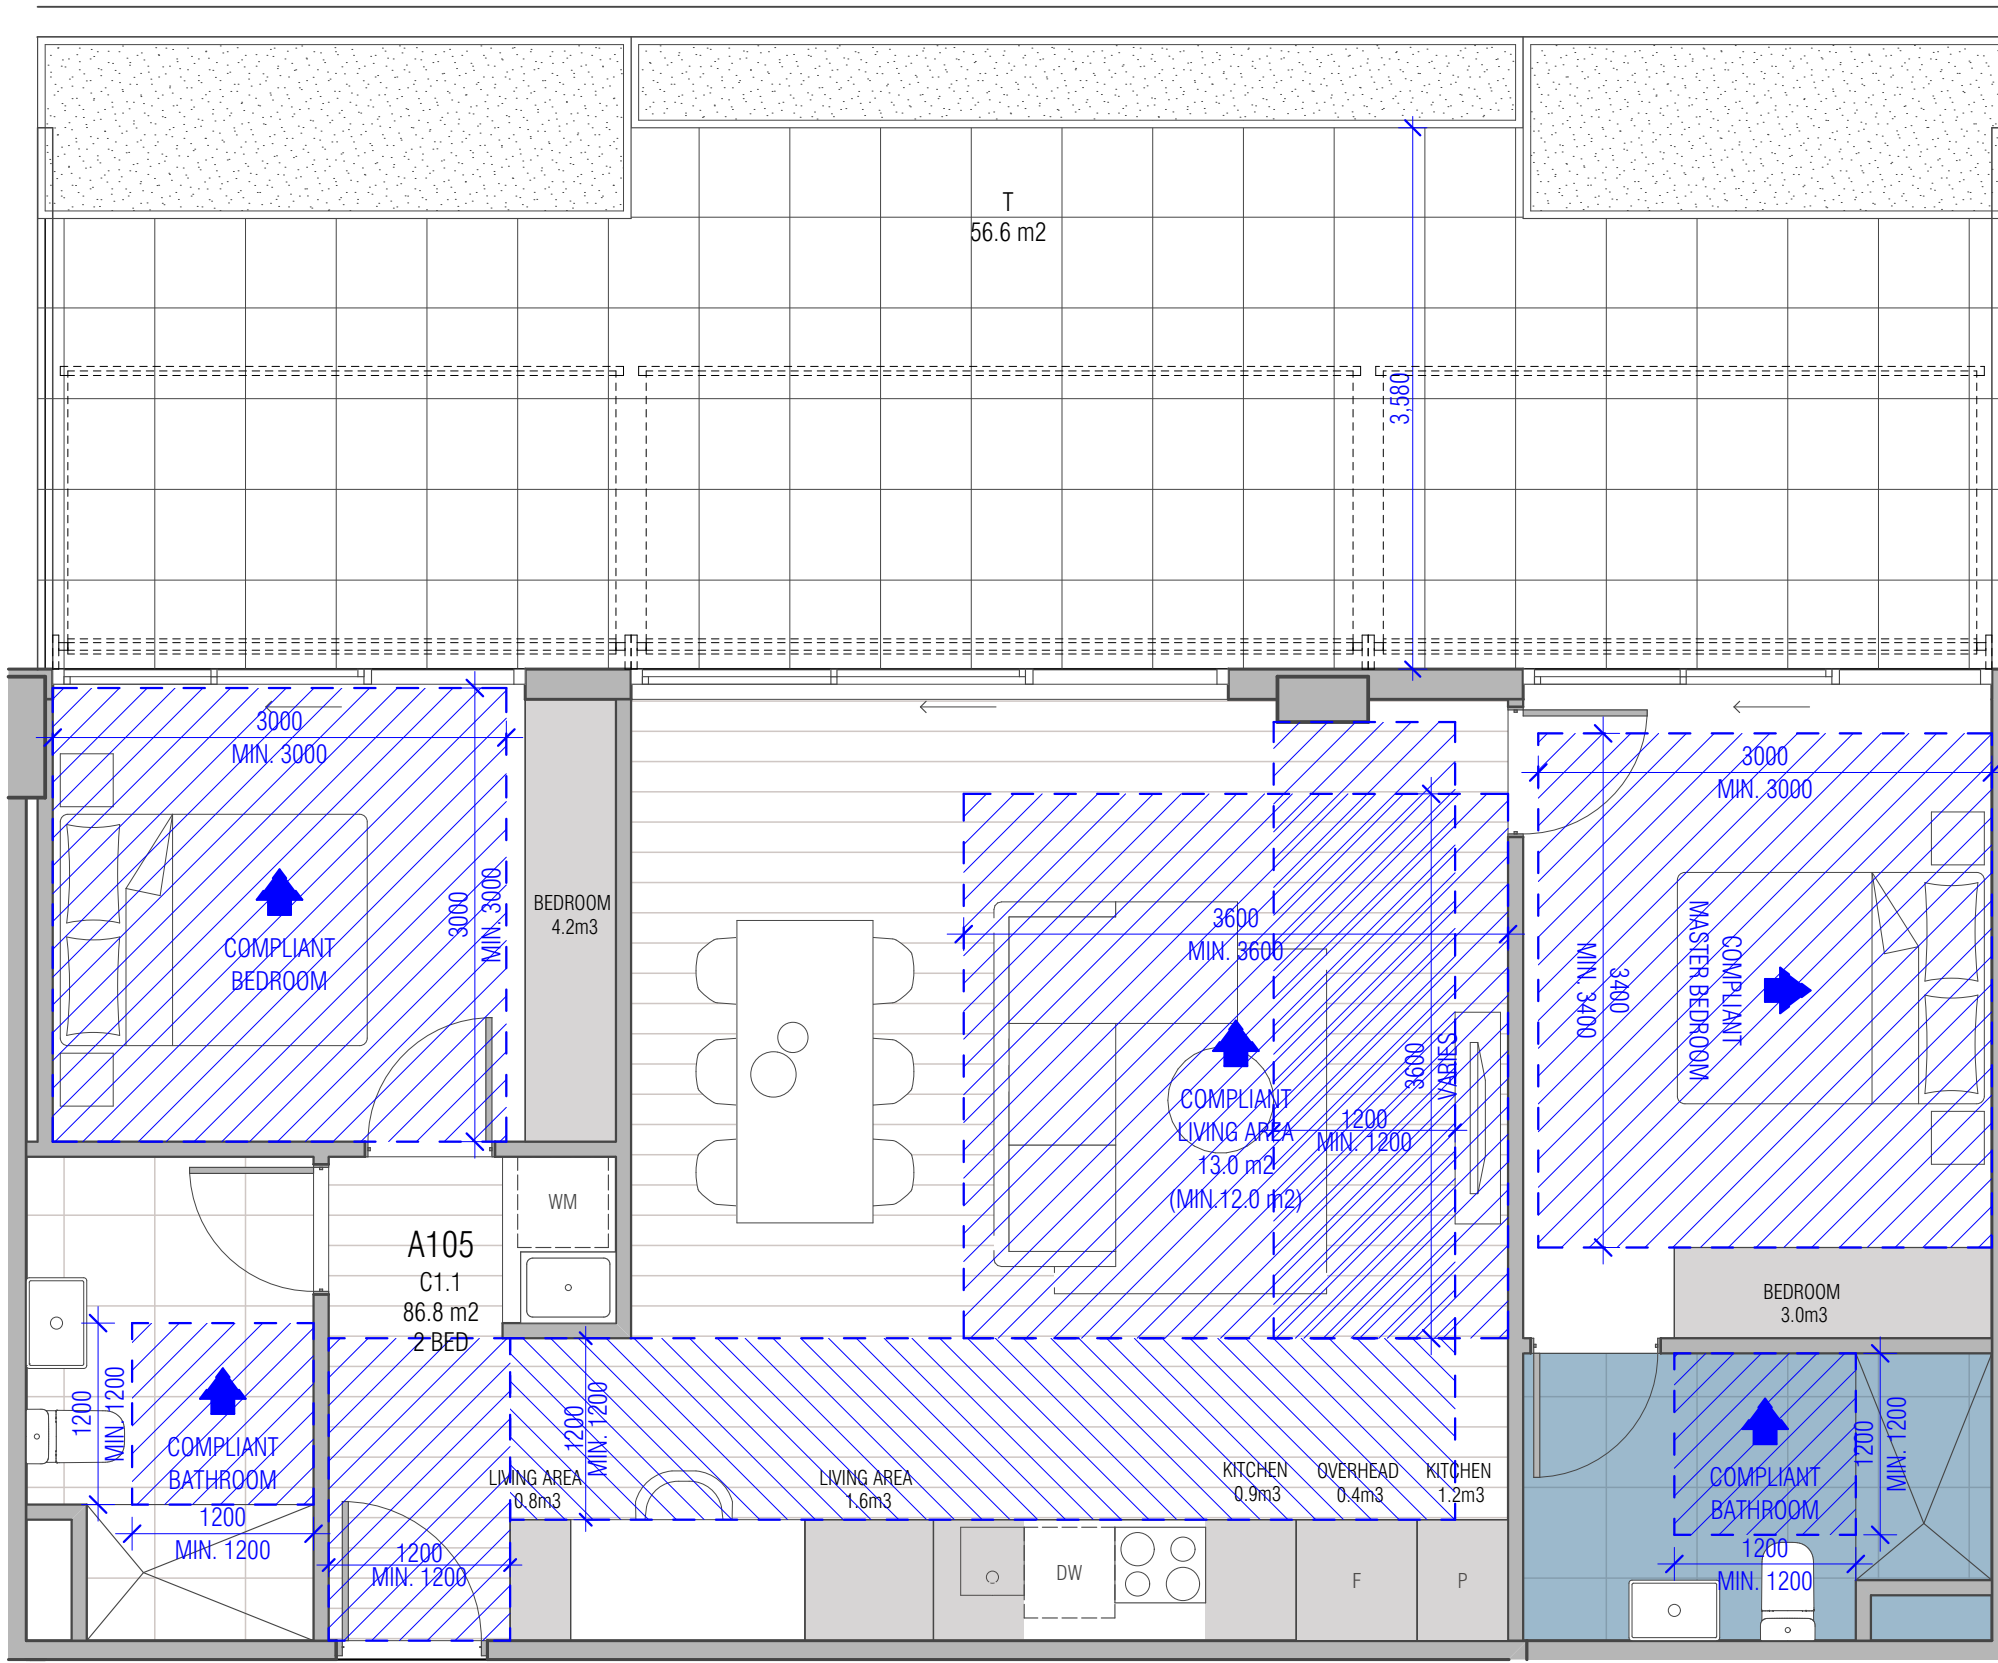 T
56.6 m2
3,580
3000
MIN. 3000
3000
MIN. 3000
COMPLIANT
BEDROOM
BEDROOM
4.2m3
3600
MIN. 3600
3600
VARIES
COMPLIANT
LIVING AREA
13.0 m2
(MIN.12.0 m2)
1200
MIN. 1200
3000
MIN. 3000
3400
MIN. 3400
COMPLIANT
MASTER BEDROOM
WM
A105
C1.1
86.8 m2
2 BED
BEDROOM
3.0m3
1200
MIN. 1200
COMPLIANT
BATHROOM
1200
MIN. 1200
1200
MIN. 1200
1200
MIN. 1200
LIVING AREA
0.8m3
LIVING AREA
1.6m3
KITCHEN
0.9m3
OVERHEAD
0.4m3
KITCHEN
1.2m3
DW
F
P
COMPLIANT
BATHROOM
1200
MIN. 1200
1200
MIN. 1200